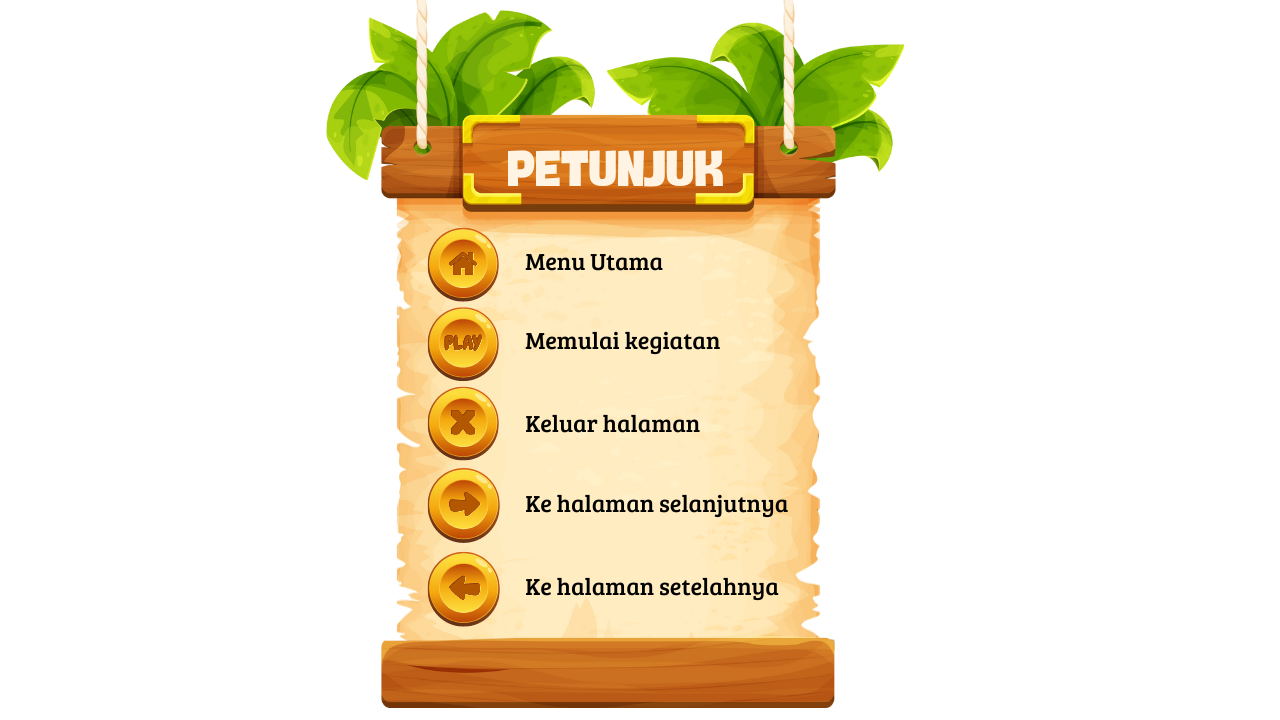 PETUNJUK
Menu Utama
PLAY
Memulai kegiatan
Keluar halaman
Ke halaman selanjutnya
Ke halaman setelahnya